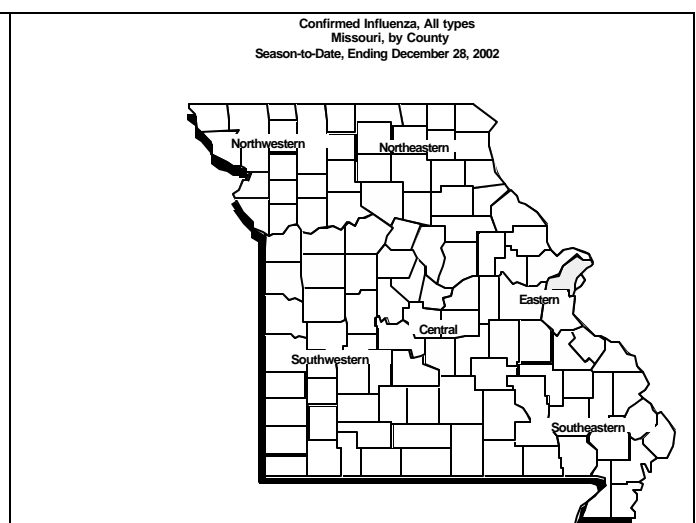 Confirmed Influenza, All types
Missouri, by County
Season-to-Date, Ending December 28, 2002
Northwestern
Northeastern
Eastern
Central
Southwestern
Southeastern